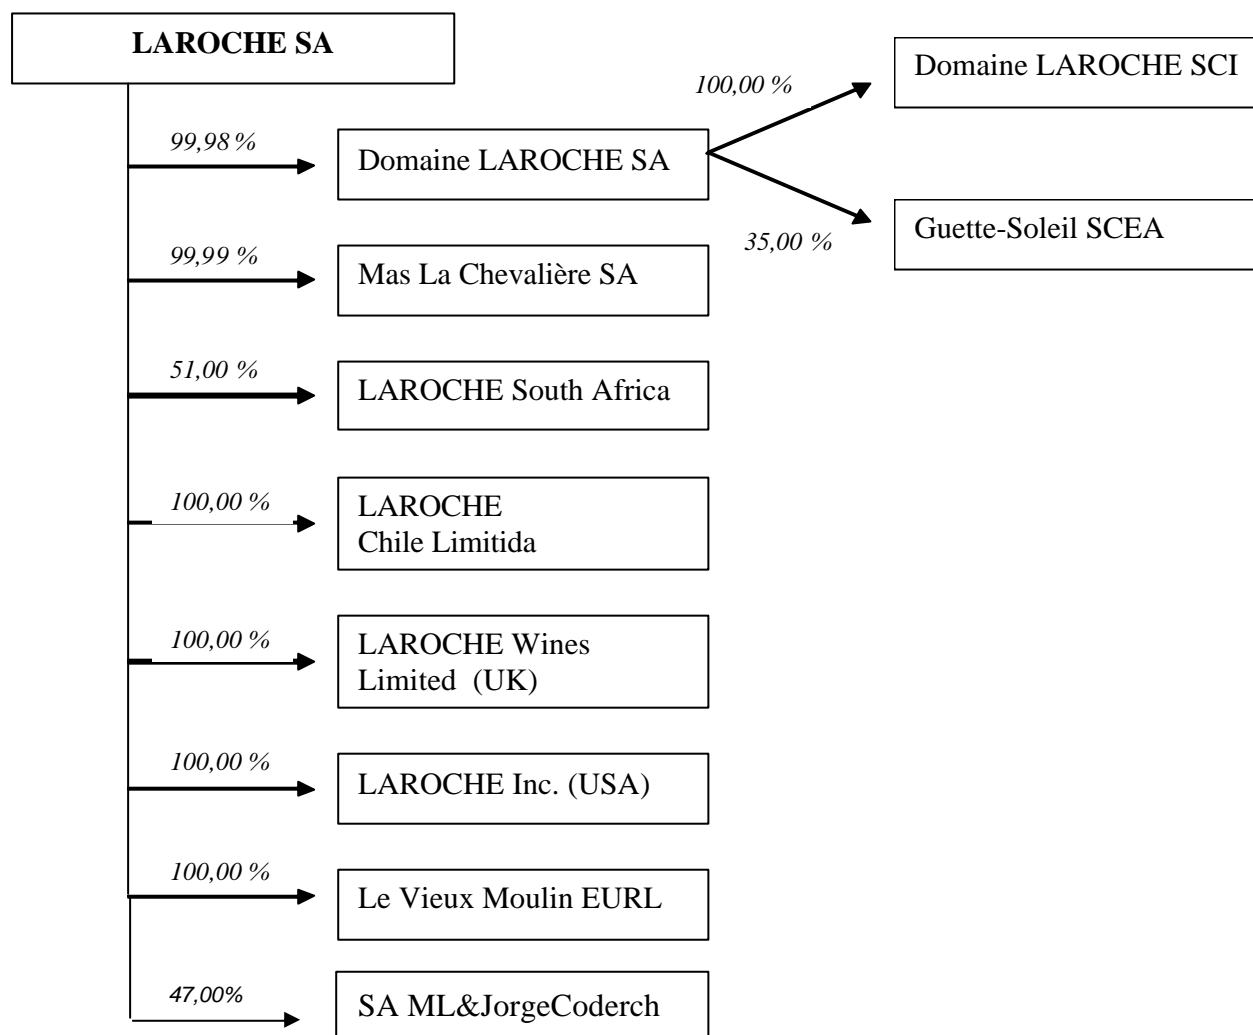 LAROCHE SA
Domaine LAROCHE SCI
100,00 %
99,98 %
Domaine LAROCHE SA
Guette-Soleil SCEA
35,00 %
99,99 %
Mas La Chevalière SA
51,00 %
LAROCHE South Africa
100,00 %
LAROCHE
Chile Limitida
100,00 %
LAROCHE Wines
Limited (UK)
100,00 %
LAROCHE Inc. (USA)
100,00 %
Le Vieux Moulin EURL
47,00%
SA ML&JorgeCoderch